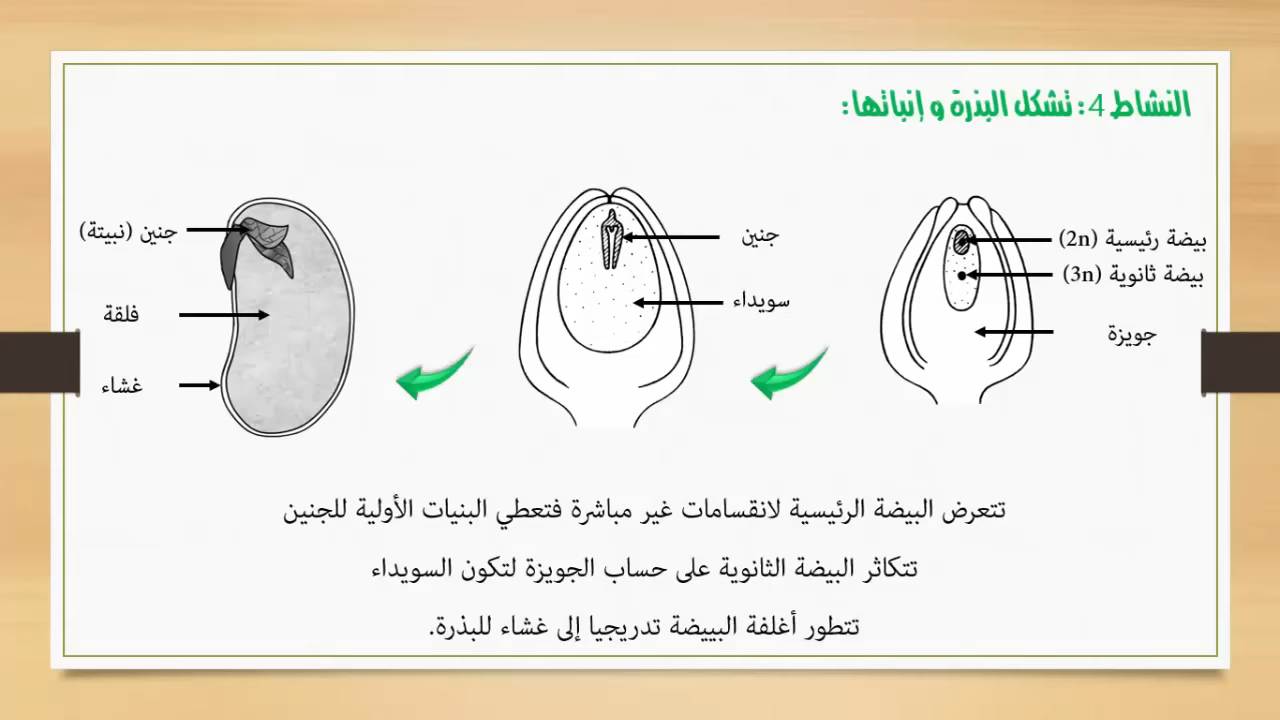 النشاط 4: تشكل البذرة و إنباتها:
بيضة رئيسية (2n)
بيضة ثانوية (3n)
جويزة
جنين
سويداء
جنين (نبيتة)
فلقة
غشاء
تتعرض البيضة الرئيسية لانقسامات غير مباشرة فتعطي البنيات الأولية للجنين
تتكاثر البيضة الثانوية على حساب الجويزة لتكون السويداء
تتطور أغلفة البييضة تدريجيا إلى غشاء للبذرة.